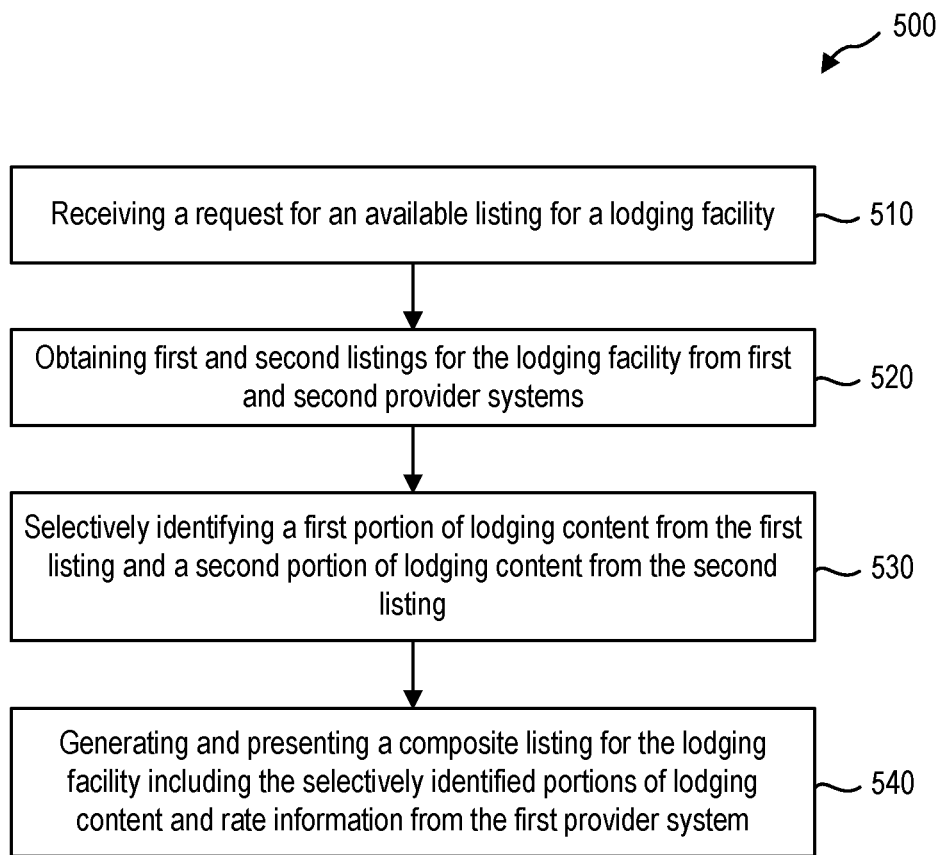 500
Receiving a request for an available listing for a lodging facility
510
Obtaining first and second listings for the lodging facility from first
and second provider systems
520
Selectively identifying a first portion of lodging content from the first
listing and a second portion of lodging content from the second
listing
530
Generating and presenting a composite listing for the lodging
facility including the selectively identified portions of lodging
content and rate information from the first provider system
540